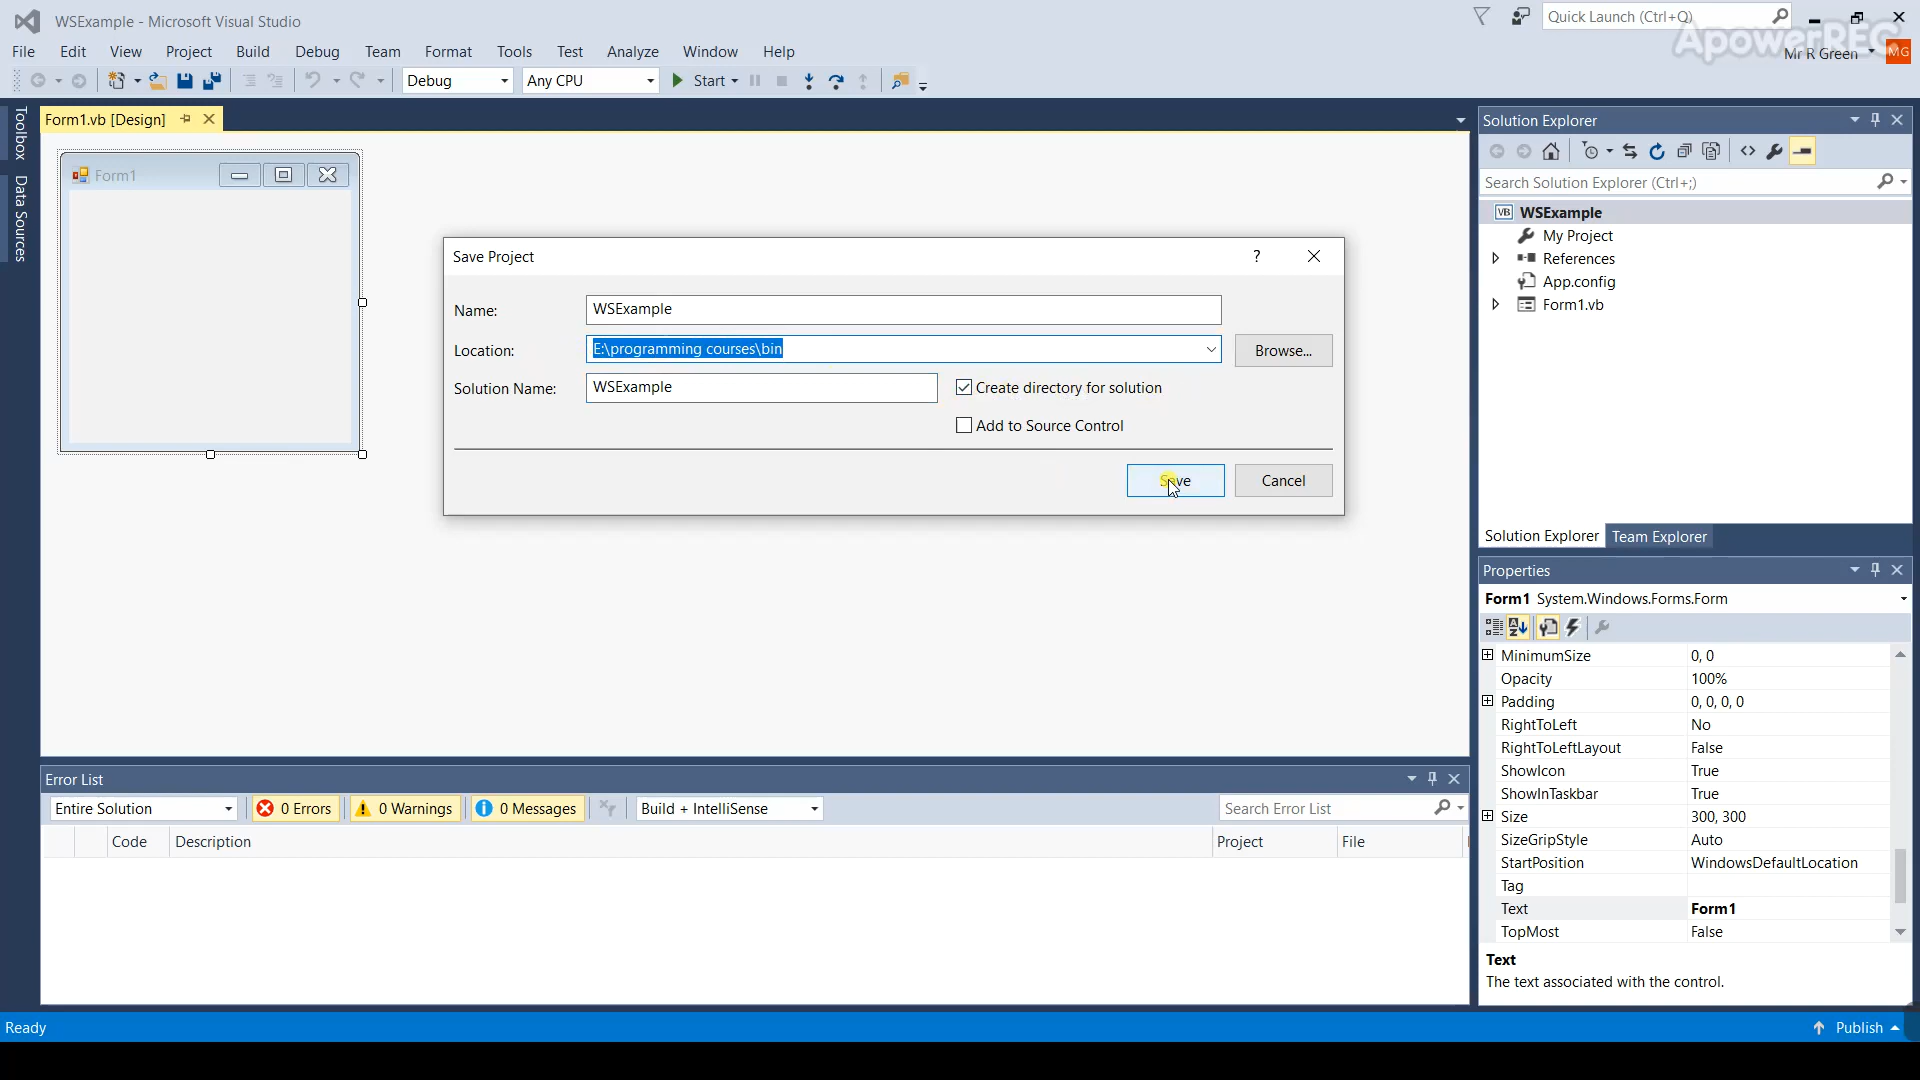 WSExample - Microsoft Visual Studio
Quick Launch (Ctrl+Q)
ApowerREC
File Edit View Project Build Debug Team Format Tools Test Analyze Window Help
Mr R Green
MG
Debug Any CPU Start
Toolbox
Data Sources
Form1.vb [Design]
Form1
Save Project
?
Name: WSExample
Location: E:\programming courses\bin
Browse...
Solution Name: WSExample
Create directory for solution
Add to Source Control
Save Cancel
Solution Explorer
Search Solution Explorer (Ctrl+;)
VB WSExample
My Project
References
App.config
Form1.vb
Solution Explorer Team Explorer
Properties
Form1 System.Windows.Forms.Form
MinimumSize 0, 0
Opacity 100%
Padding 0, 0, 0, 0
RightToLeft No
RightToLeftLayout False
ShowIcon True
ShowInTaskbar True
Size 300, 300
SizeGripStyle Auto
StartPosition WindowsDefaultLocation
Tag
Text Form1
TopMost False
Text
The text associated with the control.
Error List
Entire Solution 0 Errors 0 Warnings 0 Messages Build + IntelliSense
Search Error List
Code Description Project File
Ready
Publish